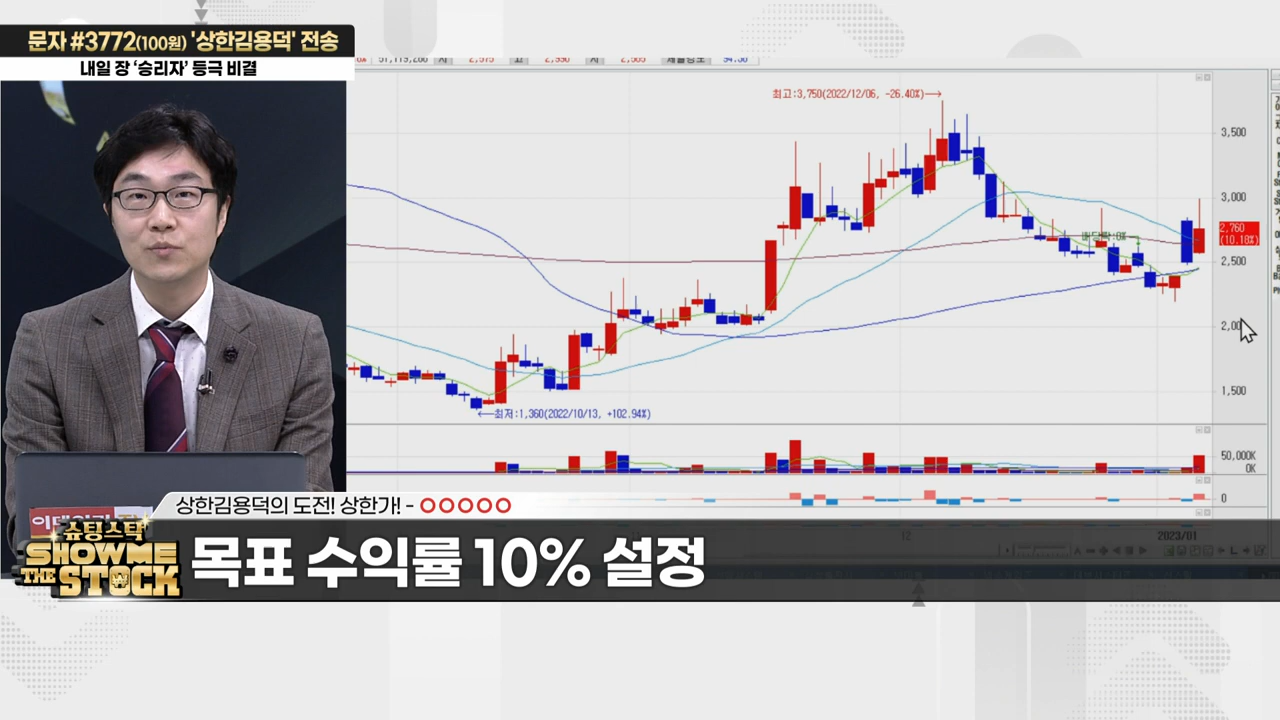 문자 #3772(100원) '상한김용덕' 전송
내일 장 '승리자' 등극 비결
최고:3,750(2022/12/06, -26.40%)→
3,500
3,000
2,760
(10.18%)
2,500
2,00
1,500
←최저:1,360(2022/10/13, +102.94%)
50,000K
0K
0
12
2023/01
상한김용덕의 도전! 상한가! - ○○○○○
슈팅스탁
SHOW ME
THE STOCK
목표 수익률 10% 설정